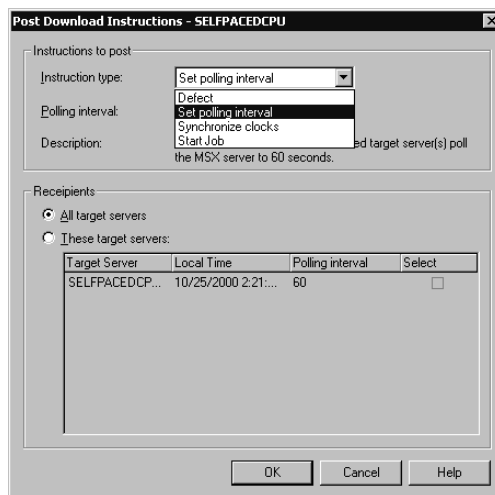 Post Download Instructions - SELFPACEDCPU
Instructions to post
Instruction type:
Set polling interval
Defect
Set polling interval
Synchronize clocks
Start Job
Polling interval:
Description:
ed target server(s) poll
the MSX server to 60 seconds.
Receipients
All target servers
These target servers:
Target Server Local Time Polling interval Select
SELFPACEDCP... 10/25/2000 2:21:... 60
OK Cancel Help